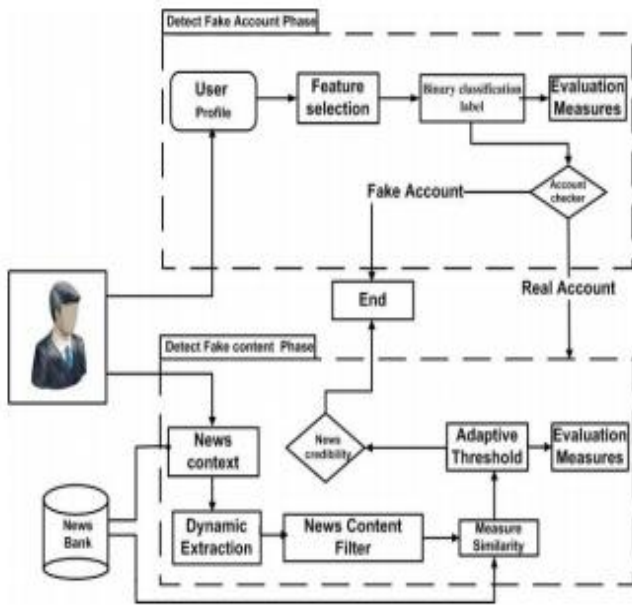 Detect Fake Account Phase
User
Profile
Feature
selection
Binary classification
label
Evaluation
Measures
Account
checker
Fake Account
Real Account
End
Detect Fake content Phase
News
context
News
credibility
Adaptive
Threshold
Evaluation
Measures
News
Bank
Dynamic
Extraction
News Content
Filter
Measure
Similarity